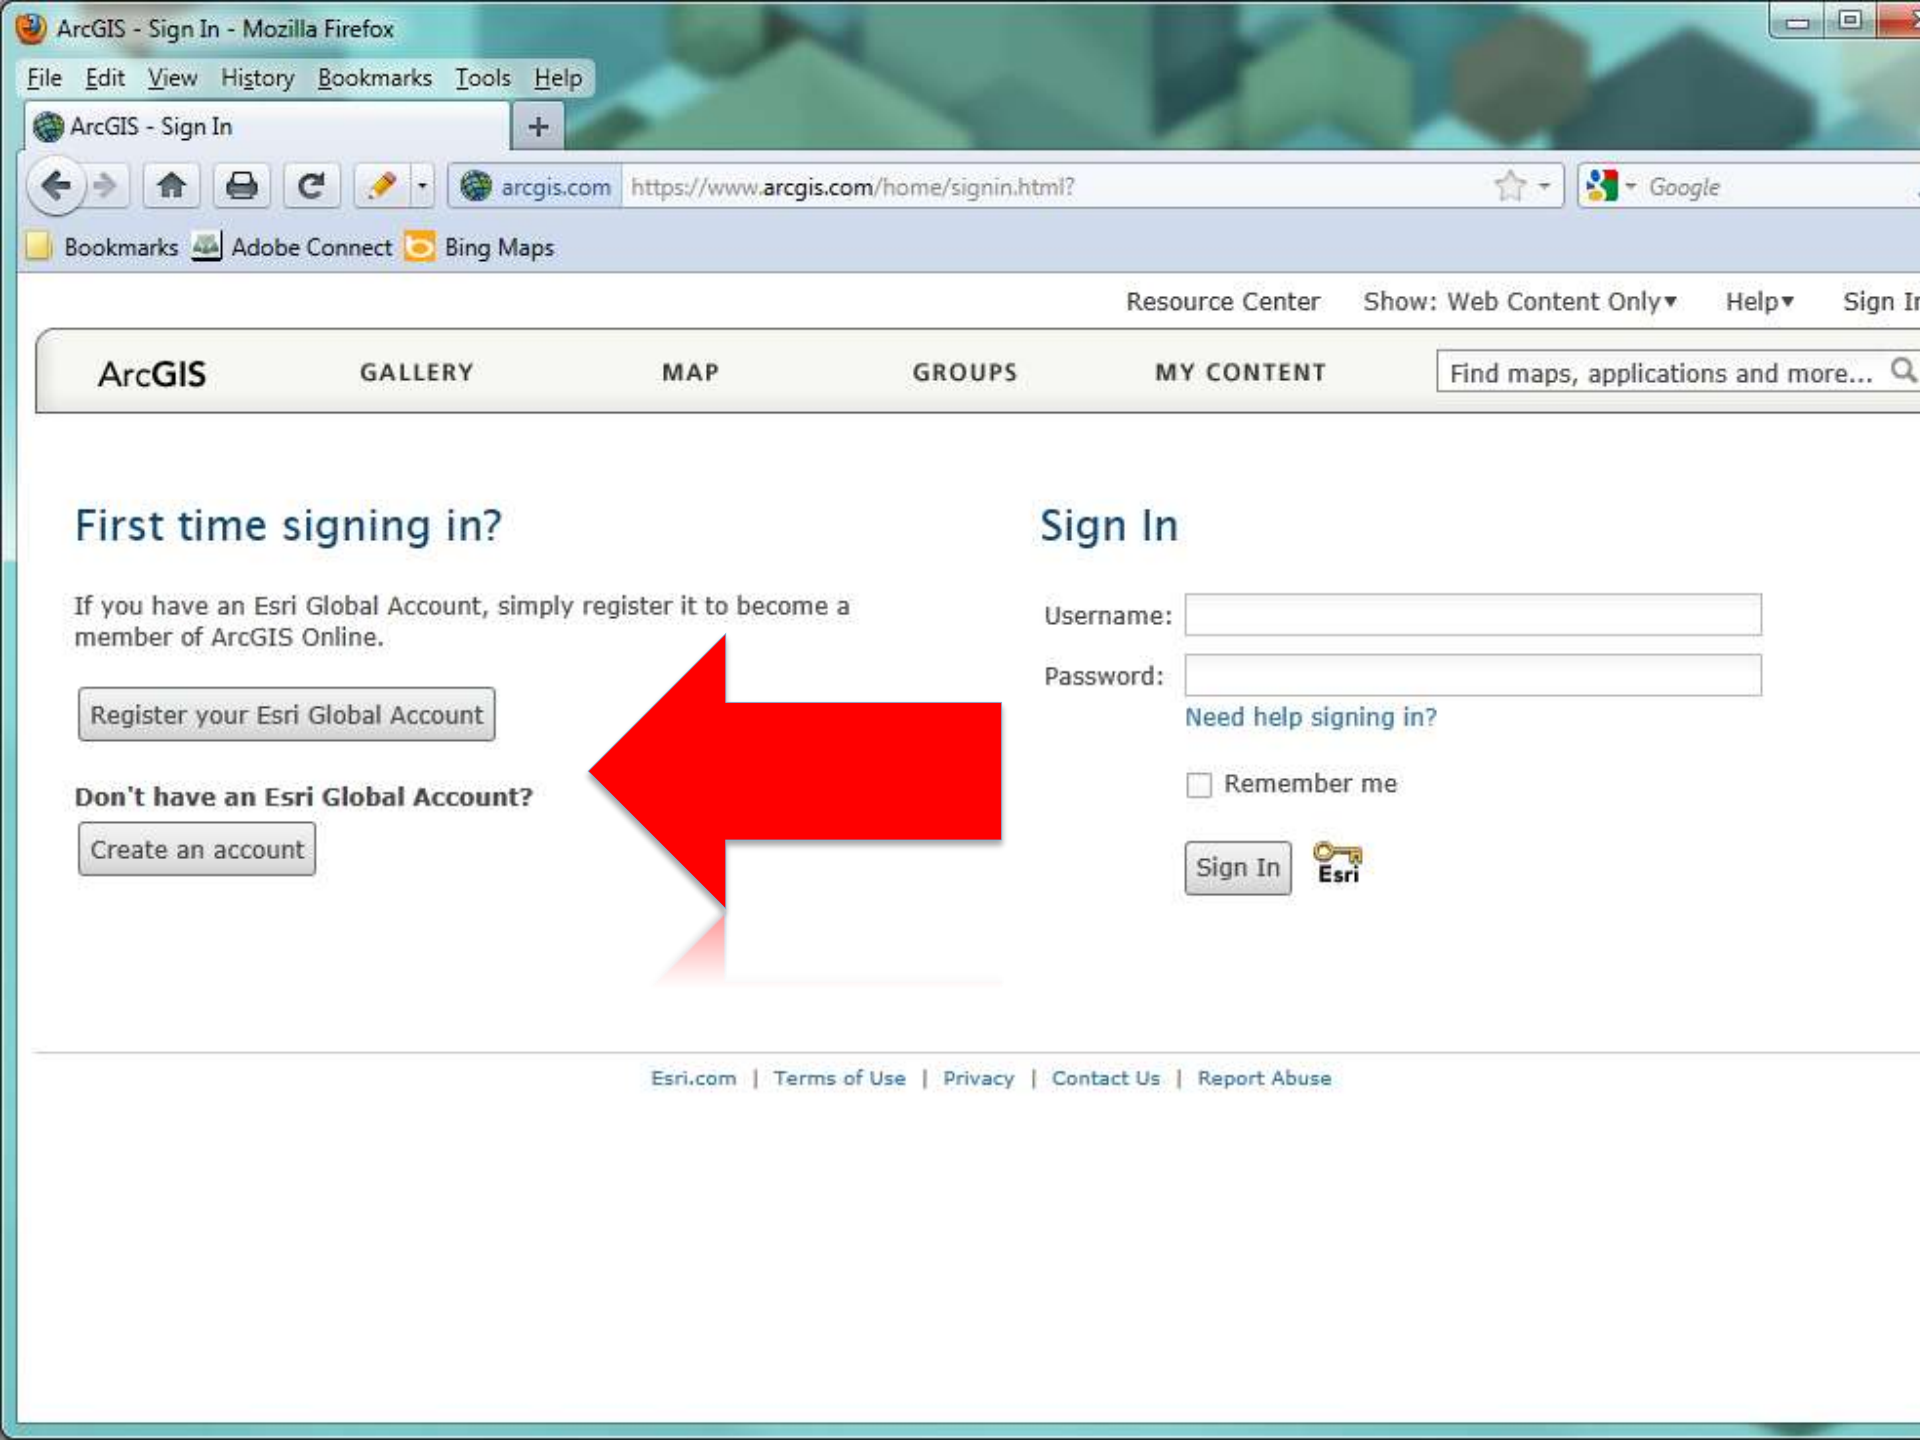 ArcGIS - Sign In - Mozilla Firefox
File Edit View History Bookmarks Tools Help
ArcGIS - Sign In +
arcgis.com https://www.arcgis.com/home/signin.html? Google
Bookmarks Adobe Connect Bing Maps
Resource Center Show: Web Content Only▾ Help▾ Sign
ArcGIS GALLERY MAP GROUPS MY CONTENT Find maps, applications and more...
First time signing in?
If you have an Esri Global Account, simply register it to become a
member of ArcGIS Online.
Register your Esri Global Account
Don't have an Esri Global Account?
Create an account
Sign In
Username:
Password:
Need help signing in?
Remember me
Sign In Esri
Esri.com | Terms of Use | Privacy | Contact Us | Report Abuse